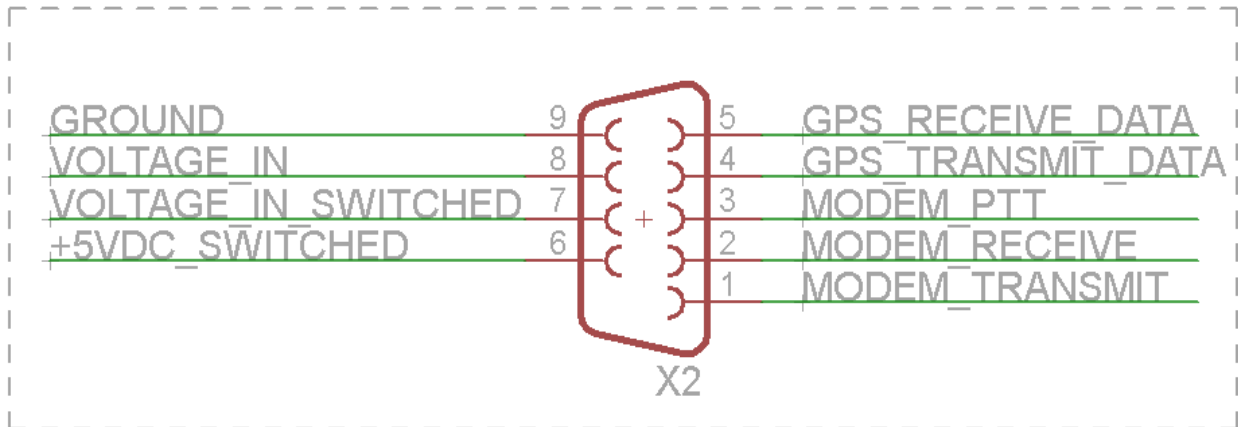 GROUND 9 5 GPS_RECEIVE_DATA
VOLTAGE_IN 8 4 GPS_TRANSMIT_DATA
VOLTAGE_IN_SWITCHED 7 3 MODEM_PTT
+5VDC_SWITCHED 6 2 MODEM_RECEIVE
1 MODEM_TRANSMIT
X2